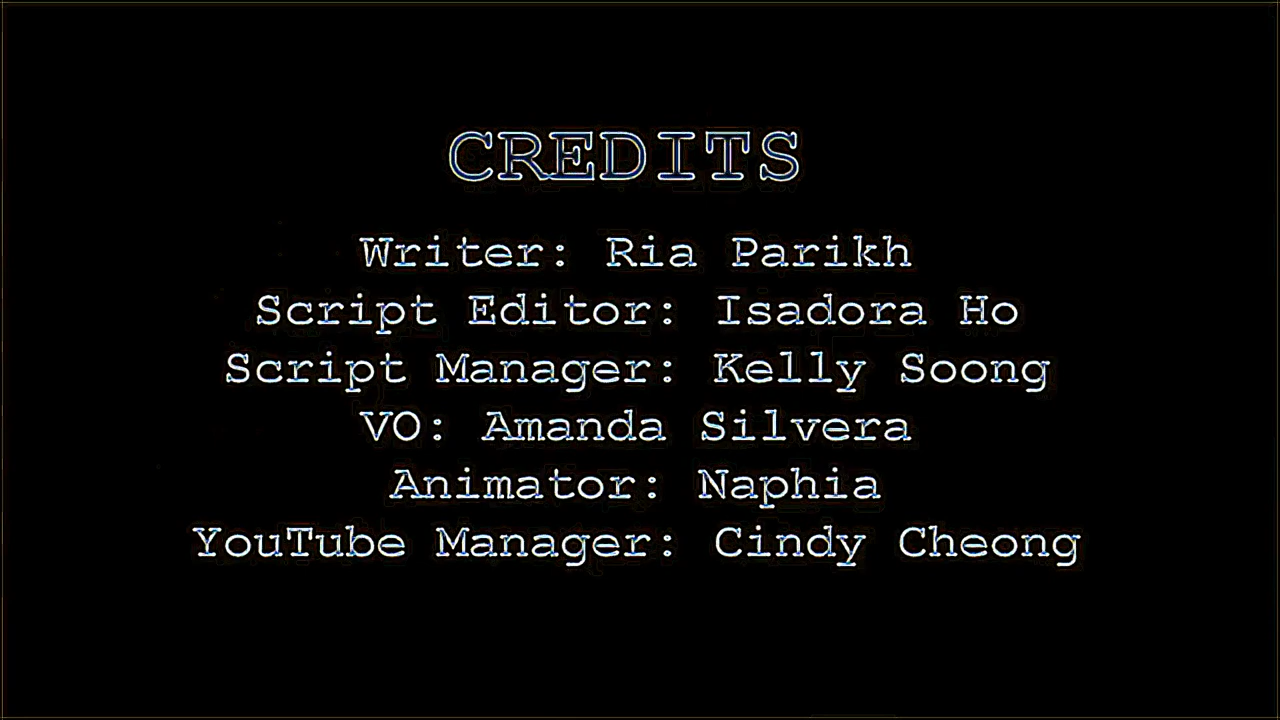 CREDITS
Writer: Ria Parikh
Script Editor: Isadora Ho
Script Manager: Kelly Soong
VO: Amanda Silvera
Animator: Naphia
YouTube Manager: Cindy Cheong